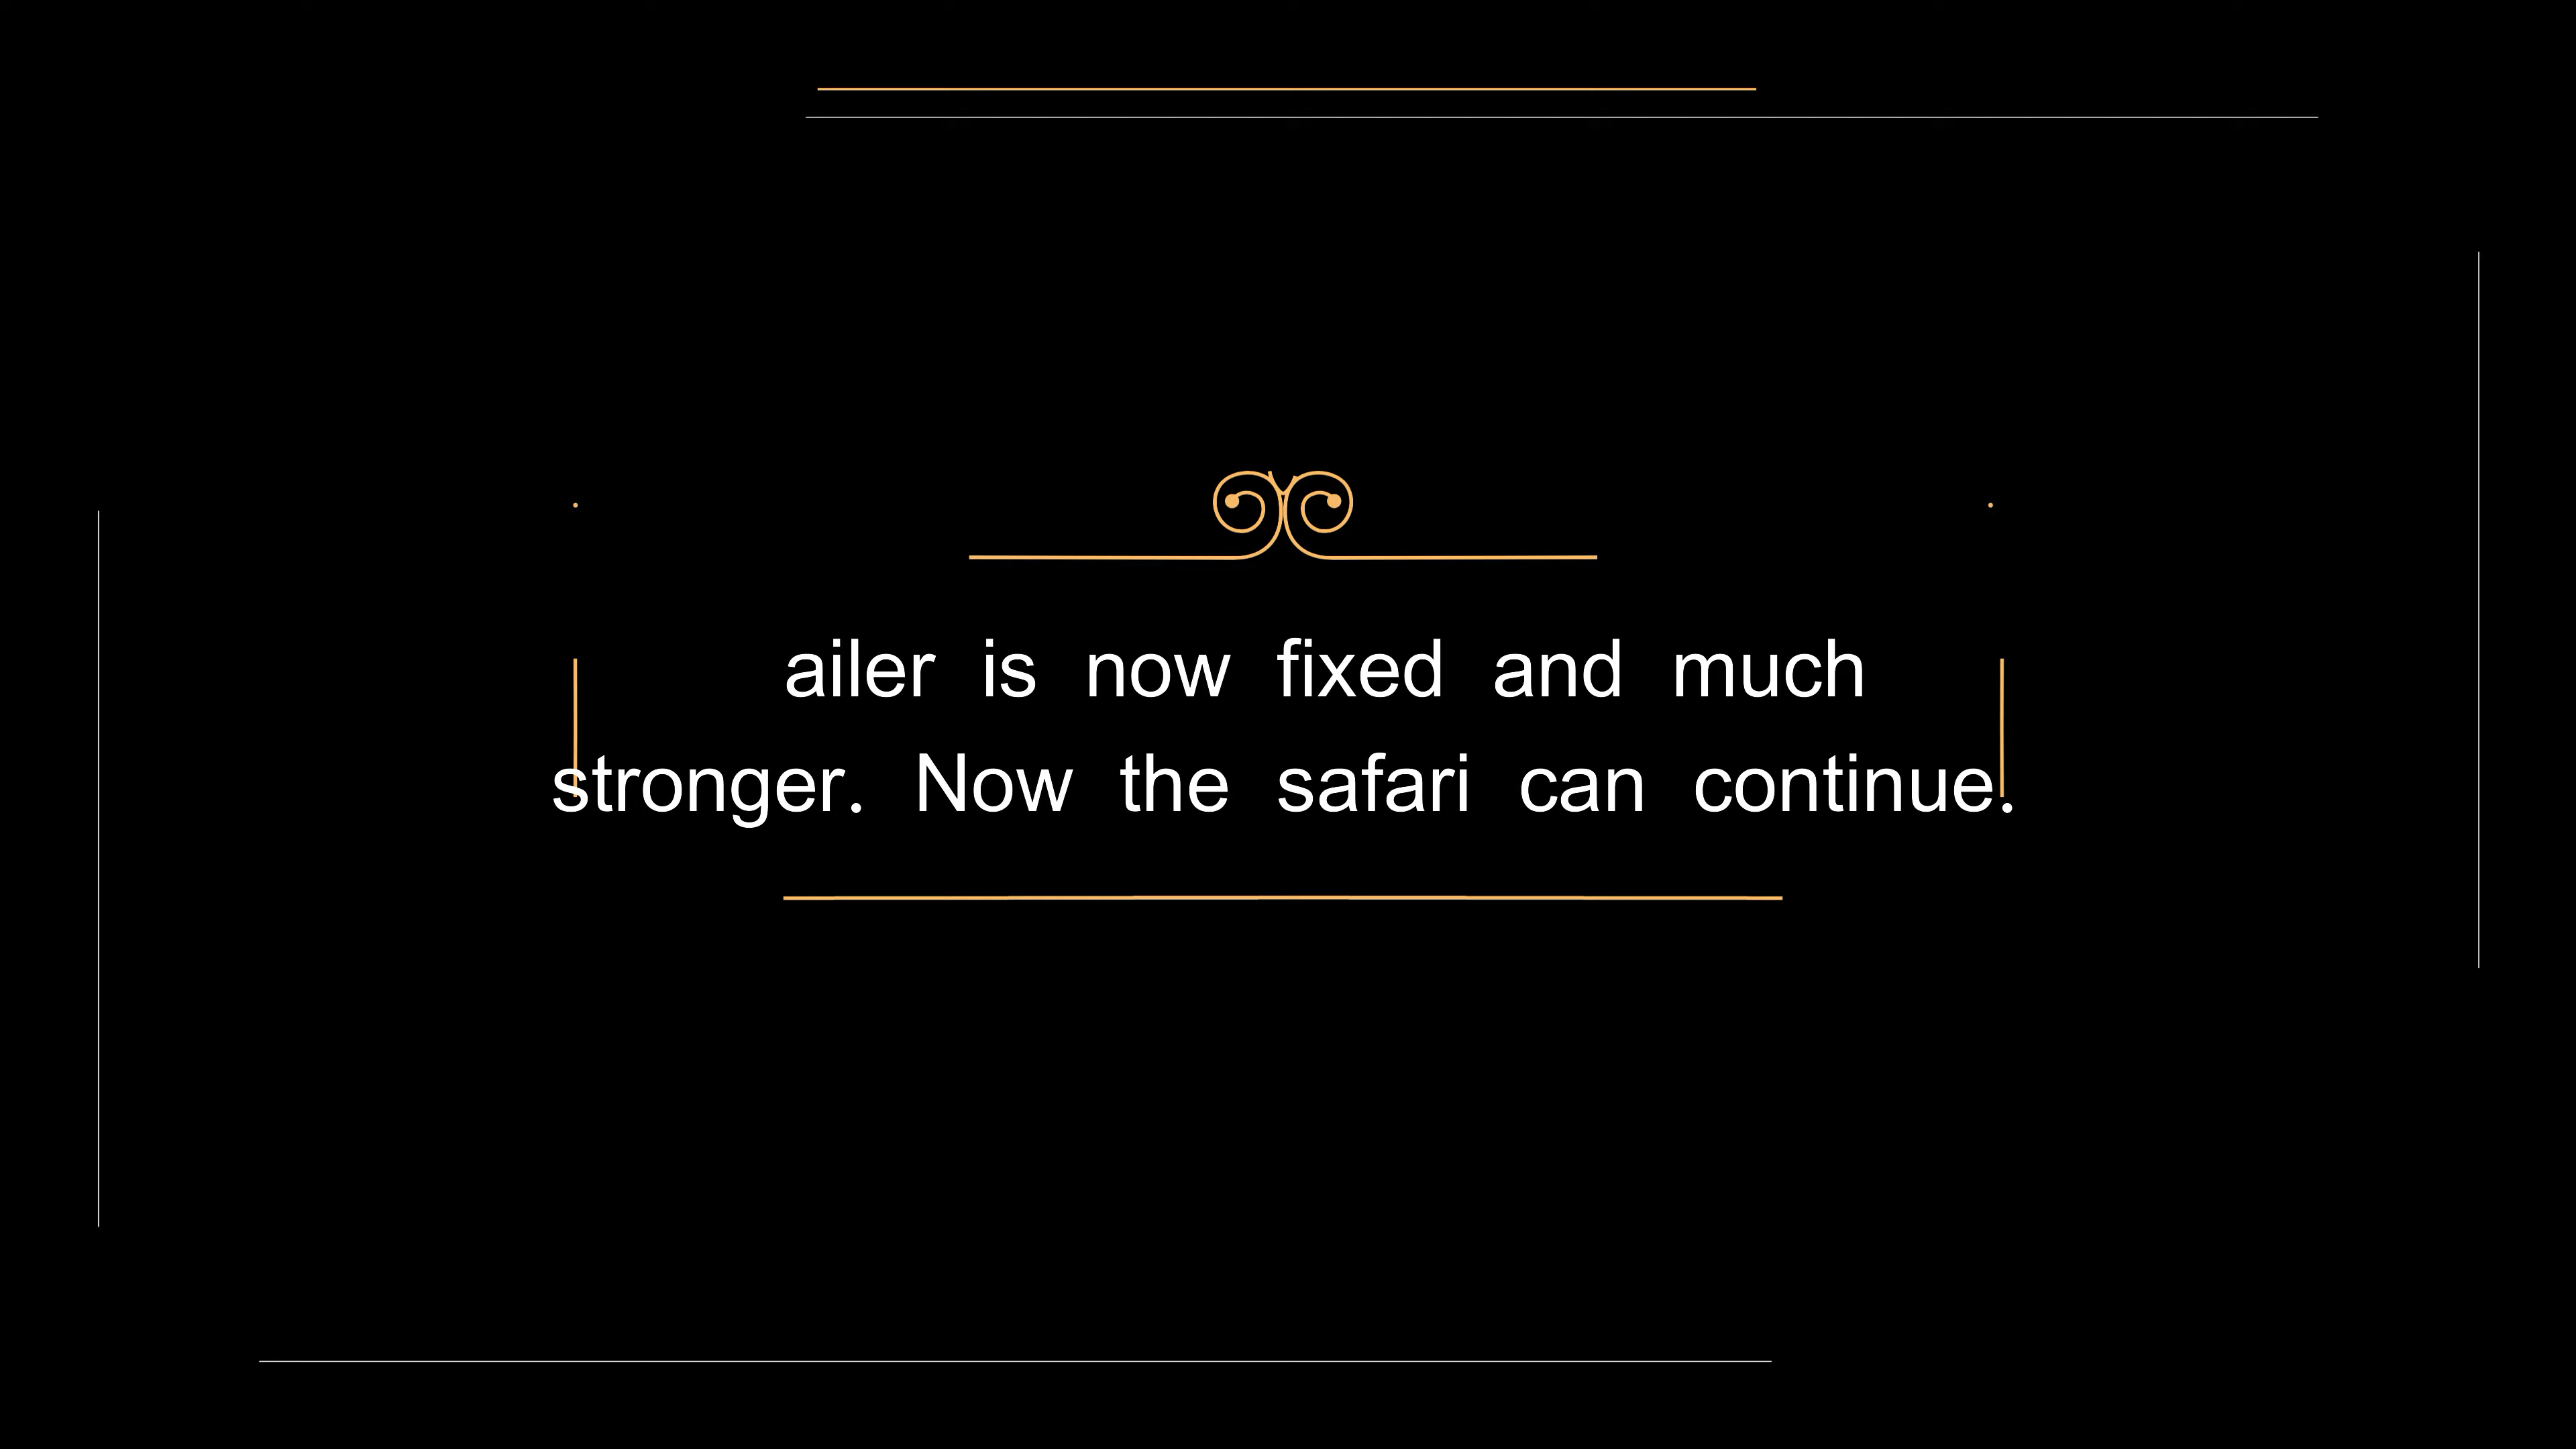 ailer is now fixed and much
stronger. Now the safari can continue.